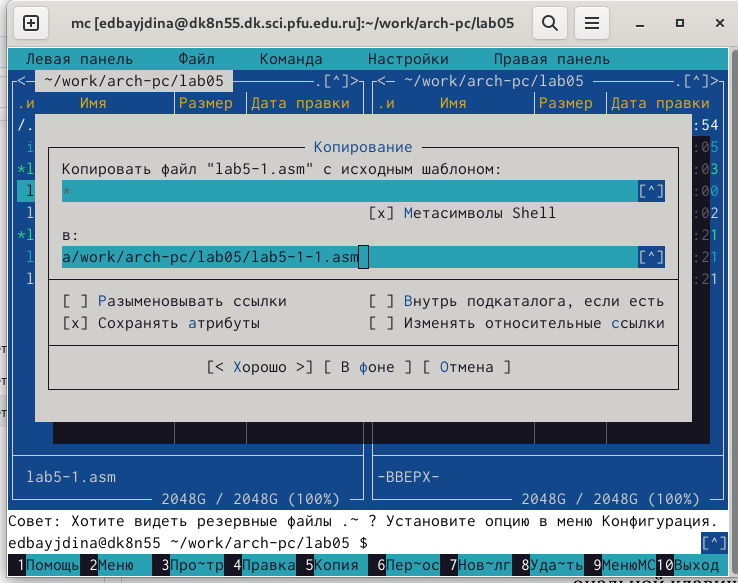 mc [edbayjdina@dk8n55.dk.sci.pfu.edu.ru]:~/work/arch-pc/lab05
Левая панель Файл Команда Настройки Правая панель
<— ~/work/arch-pc/lab05 .[^]> <— ~/work/arch-pc/lab05 .[^]>
.и Имя Размер Дата правки .и Имя Размер Дата правки
/. :54
Копирование
Копировать файл "lab5-1.asm" с исходным шаблоном:
* [^]
[x] Метасимволы Shell
в:
a/work/arch-pc/lab05/lab5-1-1.asm [^]
[ ] Разыменовывать ссылки [ ] Внутрь подкаталога, если есть
[x] Сохранять атрибуты [ ] Изменять относительные ссылки
[< Хорошо >] [ В фоне ] [ Отмена ]
lab5-1.asm -ВВЕРХ-
2048G / 2048G (100%) 2048G / 2048G (100%)
Совет: Хотите видеть резервные файлы .~ ? Установите опцию в меню Конфигурация.
edbayjdina@dk8n55 ~/work/arch-pc/lab05 $ [^]
1Помощь 2Меню 3Про~тр 4Правка 5Копия 6Пер~ос 7Нов~лг 8Уда~ть 9МенюMC 10Выход